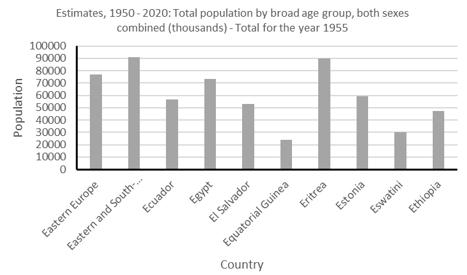 Estimates, 1950 - 2020: Total population by broad age group, both sexes
combined (thousands) - Total for the year 1955
100000
90000
80000
70000
60000
50000
40000
30000
20000
10000
0
Population
Eastern Europe
Eastern and South-...
Ecuador
Egypt
El Salvador
Equatorial Guinea
Eritrea
Estonia
Eswatini
Ethiopia
Country